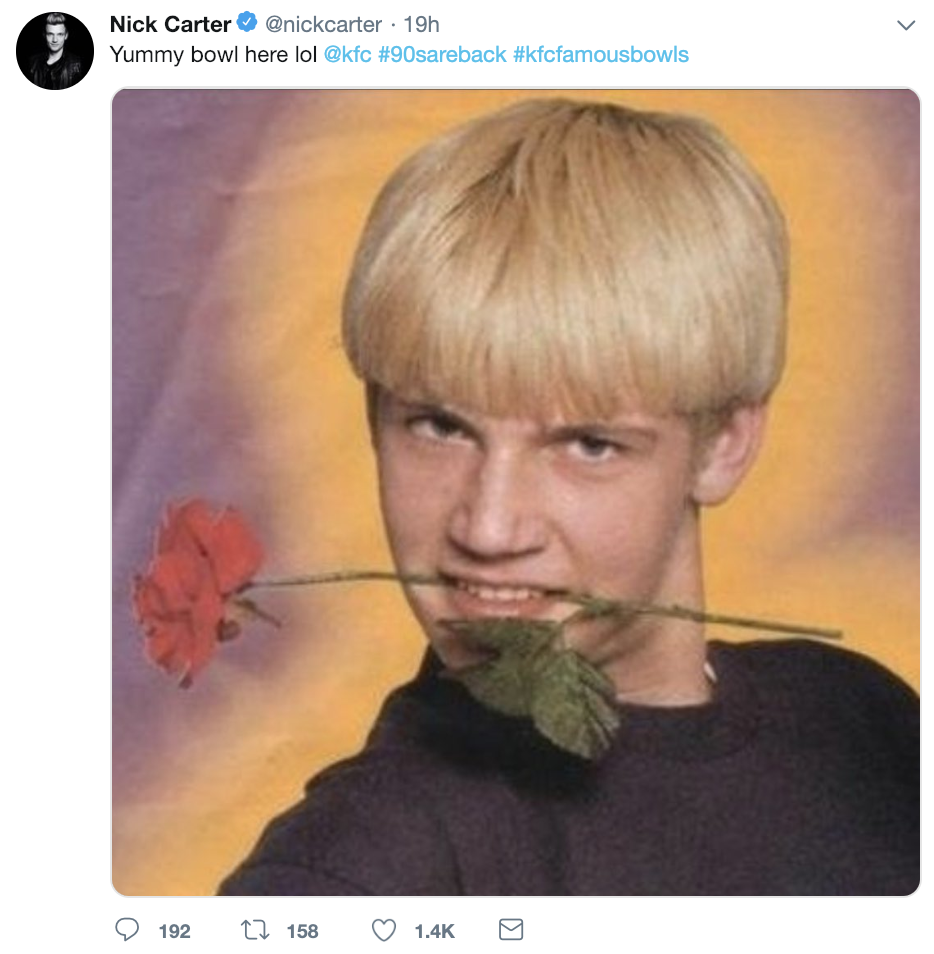 Nick Carter @nickcarter · 19h
Yummy bowl here lol @kfc #90sareback #kfcfamousbowls
192 158 1.4K